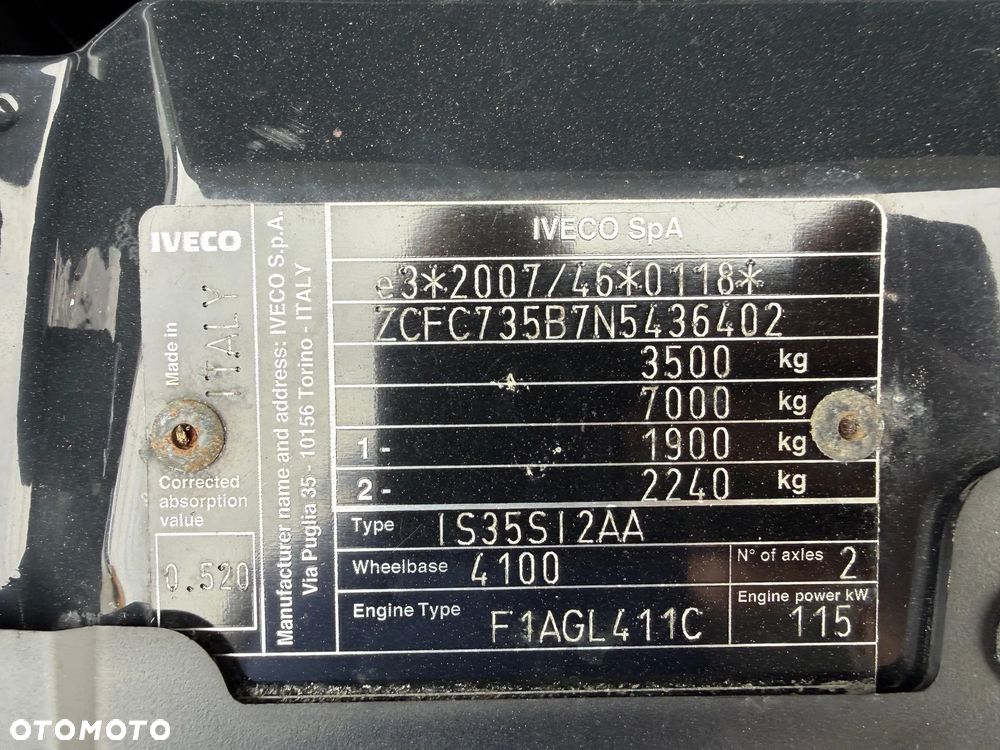 IVECO
Made in
ITALY
Corrected
absorption
value
0.520
Manufacturer name and address: IVECO S.p.A.
Via Puglia 35 - 10156 Torino - ITALY
IVECO SpA
e3*2007/46*0118*
ZCFC735B7N5436402
3500 kg
7000 kg
1- 1900 kg
2- 2240 kg
Type IS35SI2AA
Wheelbase 4100
N° of axles 2
Engine Type F1AGL411C
Engine power kW
115
OTOMOTO